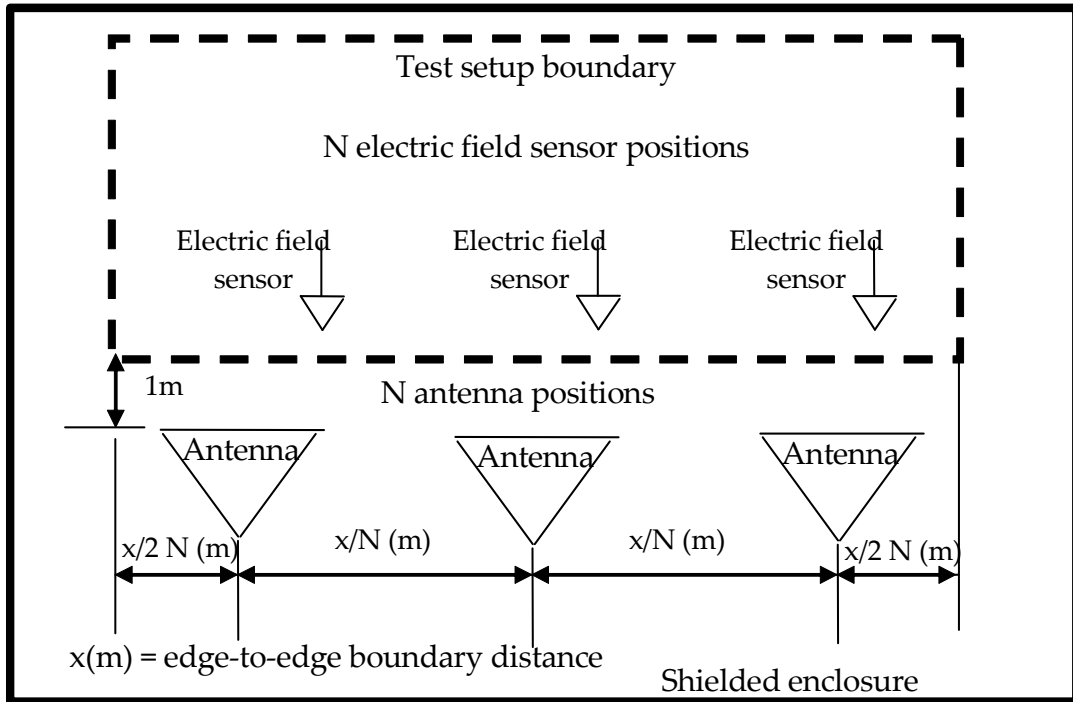 Test setup boundary
N electric field sensor positions
Electric field
sensor
Electric field
sensor
Electric field
sensor
1m
N antenna positions
Antenna
Antenna
Antenna
x/2 N (m)
x/N (m)
x/N (m)
x/2 N (m)
x(m) = edge-to-edge boundary distance
Shielded enclosure